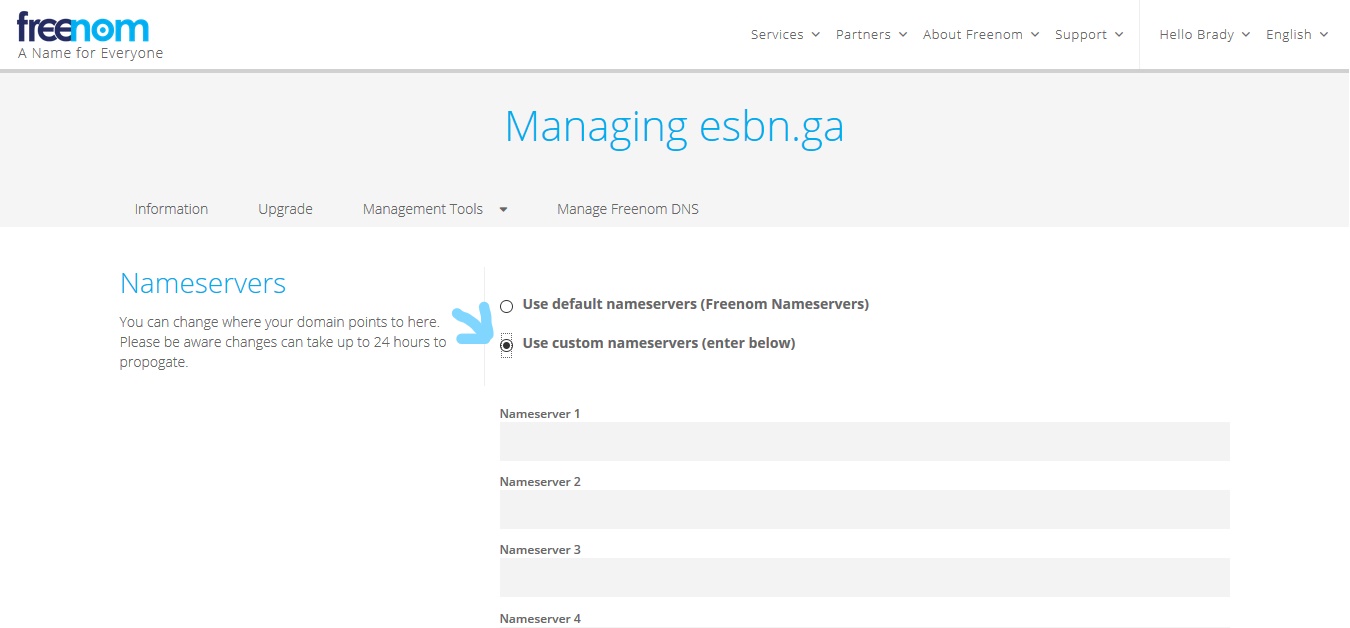 freenom
A Name for Everyone
Services Partners About Freenom Support Hello Brady English
Managing esbn.ga
Information Upgrade Management Tools Manage Freenom DNS
Nameservers
You can change where your domain points to here.
Please be aware changes can take up to 24 hours to
propogate.
Use default nameservers (Freenom Nameservers)
Use custom nameservers (enter below)
Nameserver 1
Nameserver 2
Nameserver 3
Nameserver 4